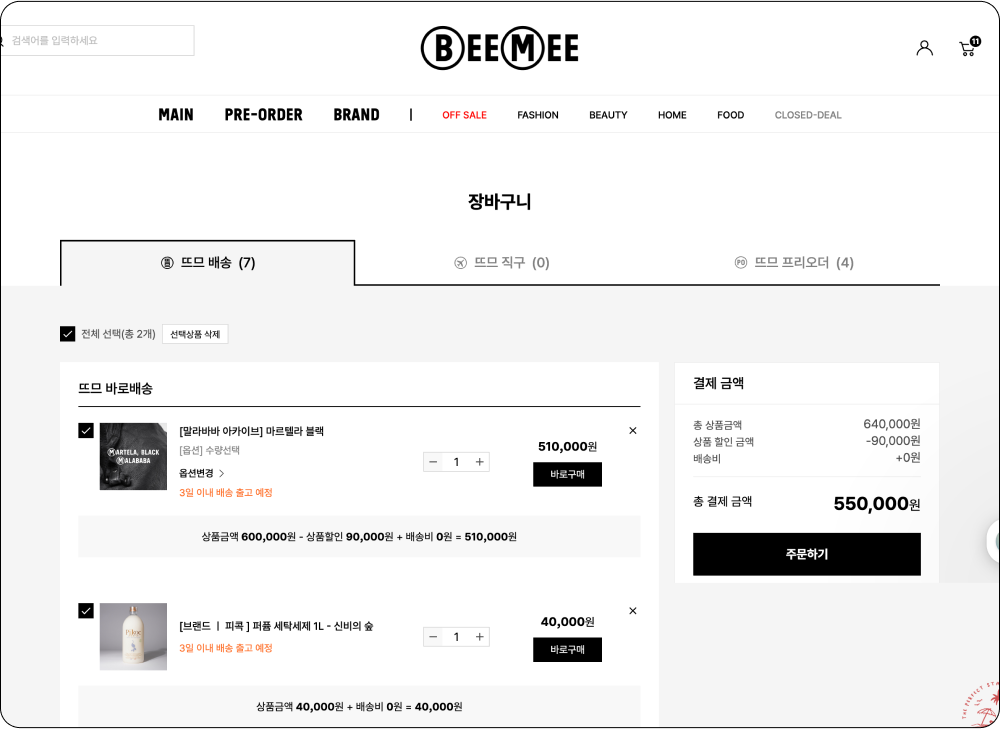 검색어를 입력하세요
BEEMEE
11
MAIN PRE-ORDER BRAND | OFF SALE FASHION BEAUTY HOME FOOD CLOSED-DEAL
장바구니
뜨므 배송 (7)
뜨므 직구 (0)
PO 뜨므 프리오더 (4)
전체 선택(총 2개) 선택상품 삭제
뜨므 바로배송
MARTELA, BLACK
MALABABA
[말라바바 아카이브] 마르텔라 블랙
[옵션] 수량선택
옵션변경
3일 이내 배송 출고 예정
− 1 +
510,000원
바로구매
상품금액 600,000원 - 상품할인 90,000원 + 배송비 0원 = 510,000원
[브랜드 ㅣ 피콕 ] 퍼퓸 세탁세제 1L - 신비의 숲
3일 이내 배송 출고 예정
− 1 +
40,000원
바로구매
상품금액 40,000원 + 배송비 0원 = 40,000원
결제 금액
총 상품금액 640,000원
상품 할인 금액 -90,000원
배송비 +0원
총 결제 금액 550,000원
주문하기
THE PERFECT